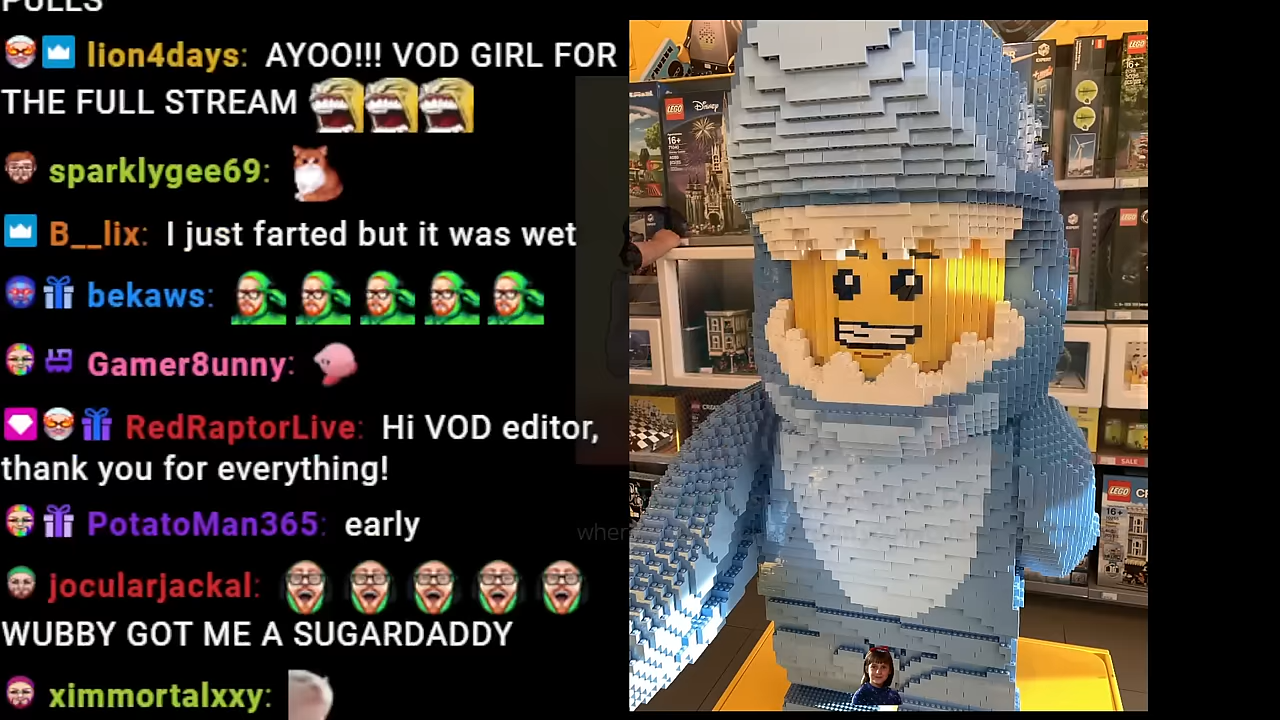 PULLS
lion4days: AYOO!!! VOD GIRL FOR
THE FULL STREAM
sparklygee69:
B__lix: I just farted but it was wet
bekaws:
Gamer8unny:
RedRaptorLive: Hi VOD editor,
thank you for everything!
PotatoMan365: early
jocularjackal:
WUBBY GOT ME A SUGARDADDY
ximmortalxxy:
LEGO
Disney
16+
LEGO
16+
LEGO
SALE
LEGO
16+